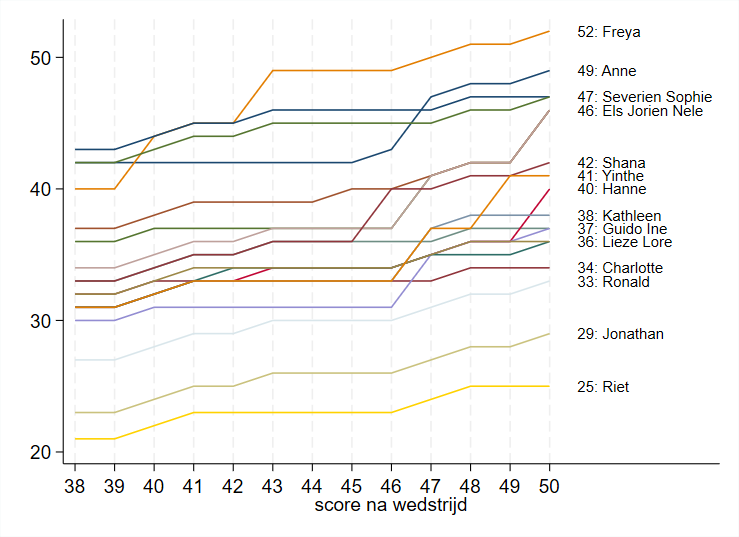 52: Freya
50
49: Anne
47: Severien Sophie
46: Els Jorien Nele
42: Shana
41: Yinthe
40
40: Hanne
38: Kathleen
37: Guido Ine
36: Lieze Lore
34: Charlotte
30
33: Ronald
29: Jonathan
25: Riet
20
38 39 40 41 42 43 44 45 46 47 48 49 50
score na wedstrijd